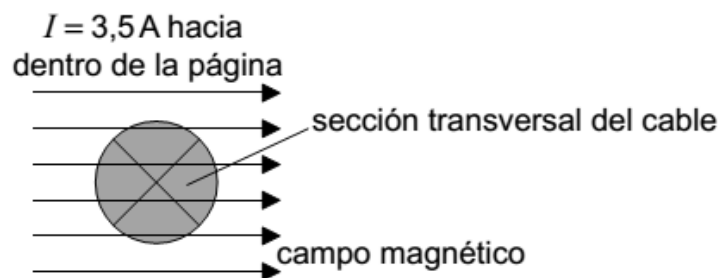 I = 3,5 A hacia
dentro de la página
sección transversal del cable
campo magnético